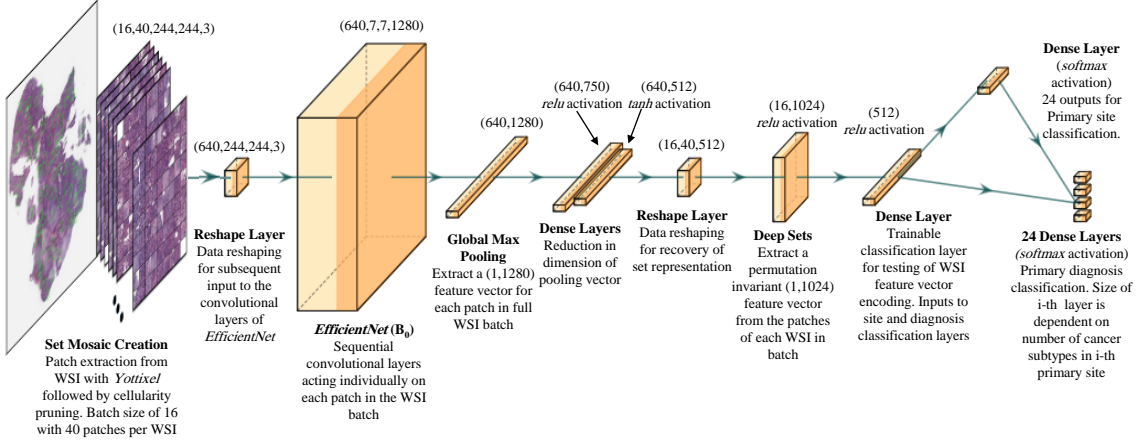 (16,40,244,244,3)
Set Mosaic Creation
Patch extraction from
WSI with Yottixel
followed by cellularity
pruning. Batch size of 16
with 40 patches per WSI
(640,244,244,3)
Reshape Layer
Data reshaping
for subsequent
input to the
convolutional
layers of
EfficientNet
(640,7,7,1280)
EfficientNet (B0)
Sequential
convolutional layers
acting individually on
each patch in the WSI
batch
(640,1280)
Global Max
Pooling
Extract a (1,1280)
feature vector for
each patch in full
WSI batch
(640,750)
relu activation
(640,512)
tanh activation
Dense Layers
Reduction in
dimension of
pooling vector
(16,40,512)
Reshape Layer
Data reshaping
for recovery of
set representation
(16,1024)
relu activation
Deep Sets
Extract a
permutation
invariant (1,1024)
feature vector
from the patches
of each WSI in
batch
(512)
relu activation
Dense Layer
Trainable
classification layer
for testing of WSI
feature vector
encoding. Inputs to
site and diagnosis
classification layers
Dense Layer
(softmax
activation)
24 outputs for
Primary site
classification.
24 Dense Layers
(softmax activation)
Primary diagnosis
classification. Size of
i-th layer is
dependent on
number of cancer
subtypes in i-th
primary site